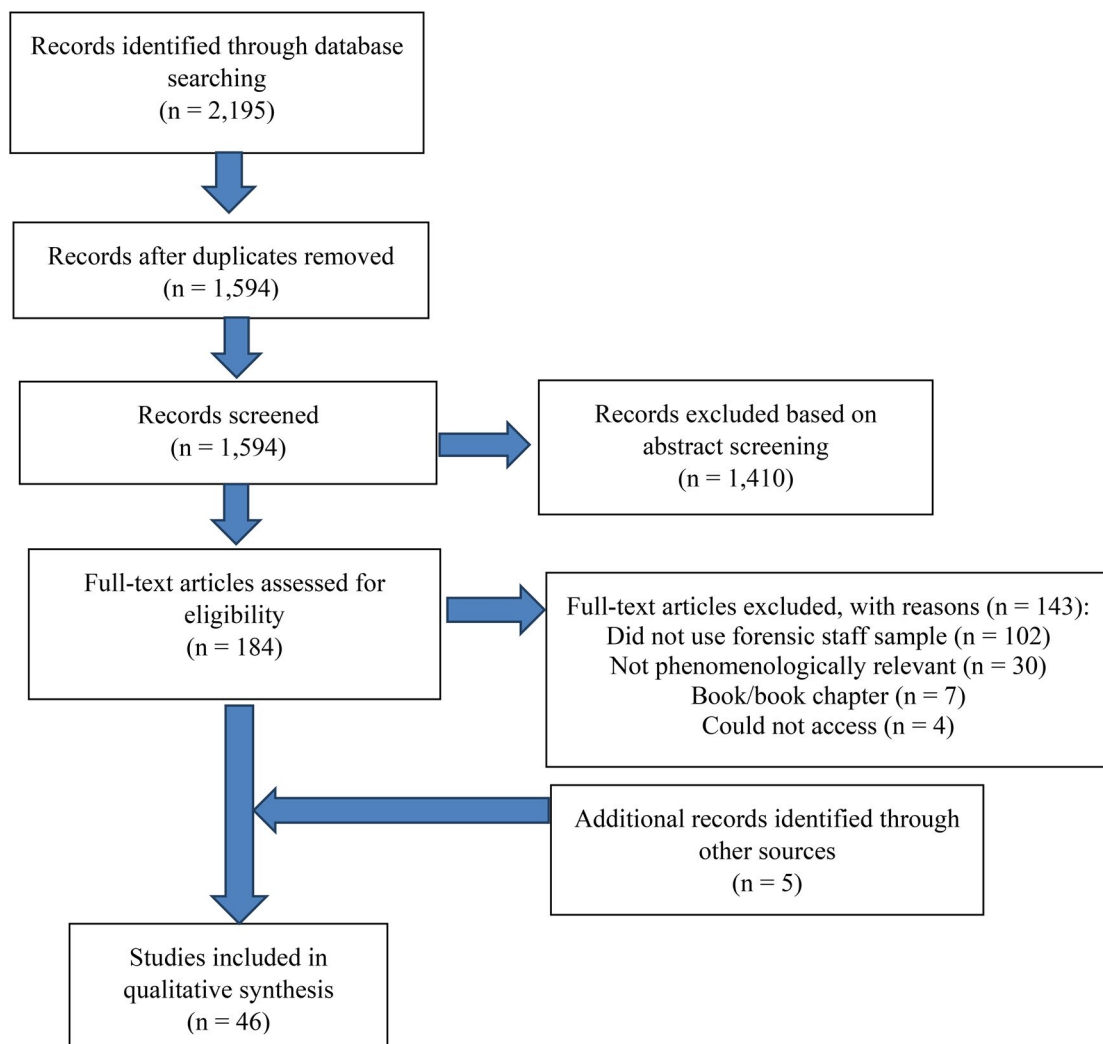 Records identified through database
searching
(n = 2,195)
Records after duplicates removed
(n = 1,594)
Records screened
(n = 1,594)
Records excluded based on
abstract screening
(n = 1,410)
Full-text articles assessed for
eligibility
(n = 184)
Full-text articles excluded, with reasons (n = 143):
Did not use forensic staff sample (n = 102)
Not phenomenologically relevant (n = 30)
Book/book chapter (n = 7)
Could not access (n = 4)
Additional records identified through
other sources
(n = 5)
Studies included in
qualitative synthesis
(n = 46)